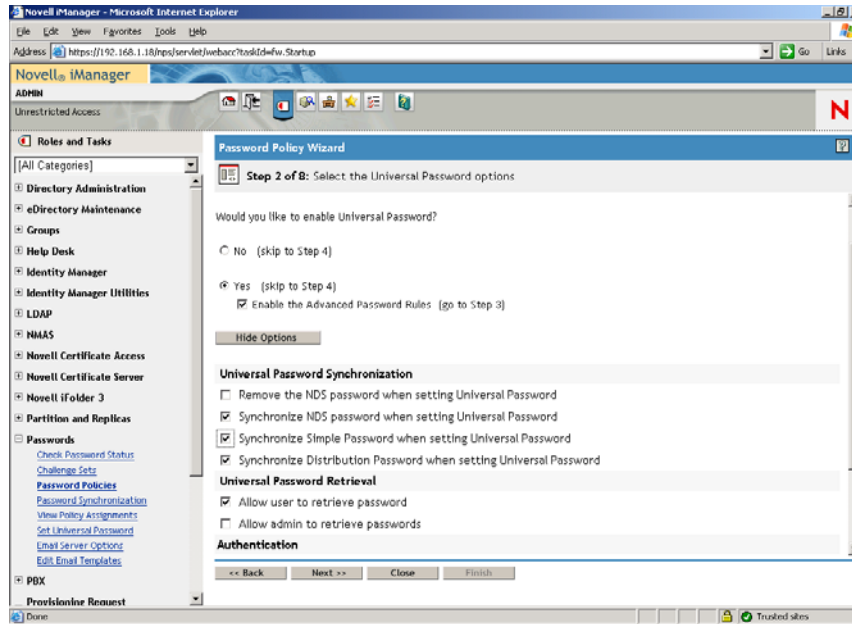 Novell iManager - Microsoft Internet Explorer
File Edit View Favorites Tools Help
Address https://192.168.1.18/nps/servlet/webacc?taskId=fw.Startup Go Links
Novell® iManager
ADMIN
Unrestricted Access
N
Roles and Tasks
[All Categories]
Directory Administration
eDirectory Maintenance
Groups
Help Desk
Identity Manager
Identity Manager Utilities
LDAP
NMAS
Novell Certificate Access
Novell Certificate Server
Novell iFolder 3
Partition and Replicas
Passwords
Check Password Status
Challenge Sets
Password Policies
Password Synchronization
View Policy Assignments
Set Universal Password
Email Server Options
Edit Email Templates
PBX
Provisioning Request
Password Policy Wizard
?
Step 2 of 8: Select the Universal Password options
Would you like to enable Universal Password?
No (skip to Step 4)
Yes (skip to Step 4)
Enable the Advanced Password Rules (go to Step 3)
Hide Options
Universal Password Synchronization
Remove the NDS password when setting Universal Password
Synchronize NDS password when setting Universal Password
Synchronize Simple Password when setting Universal Password
Synchronize Distribution Password when setting Universal Password
Universal Password Retrieval
Allow user to retrieve password
Allow admin to retrieve passwords
Authentication
<< Back Next >> Close Finish
Done Trusted sites